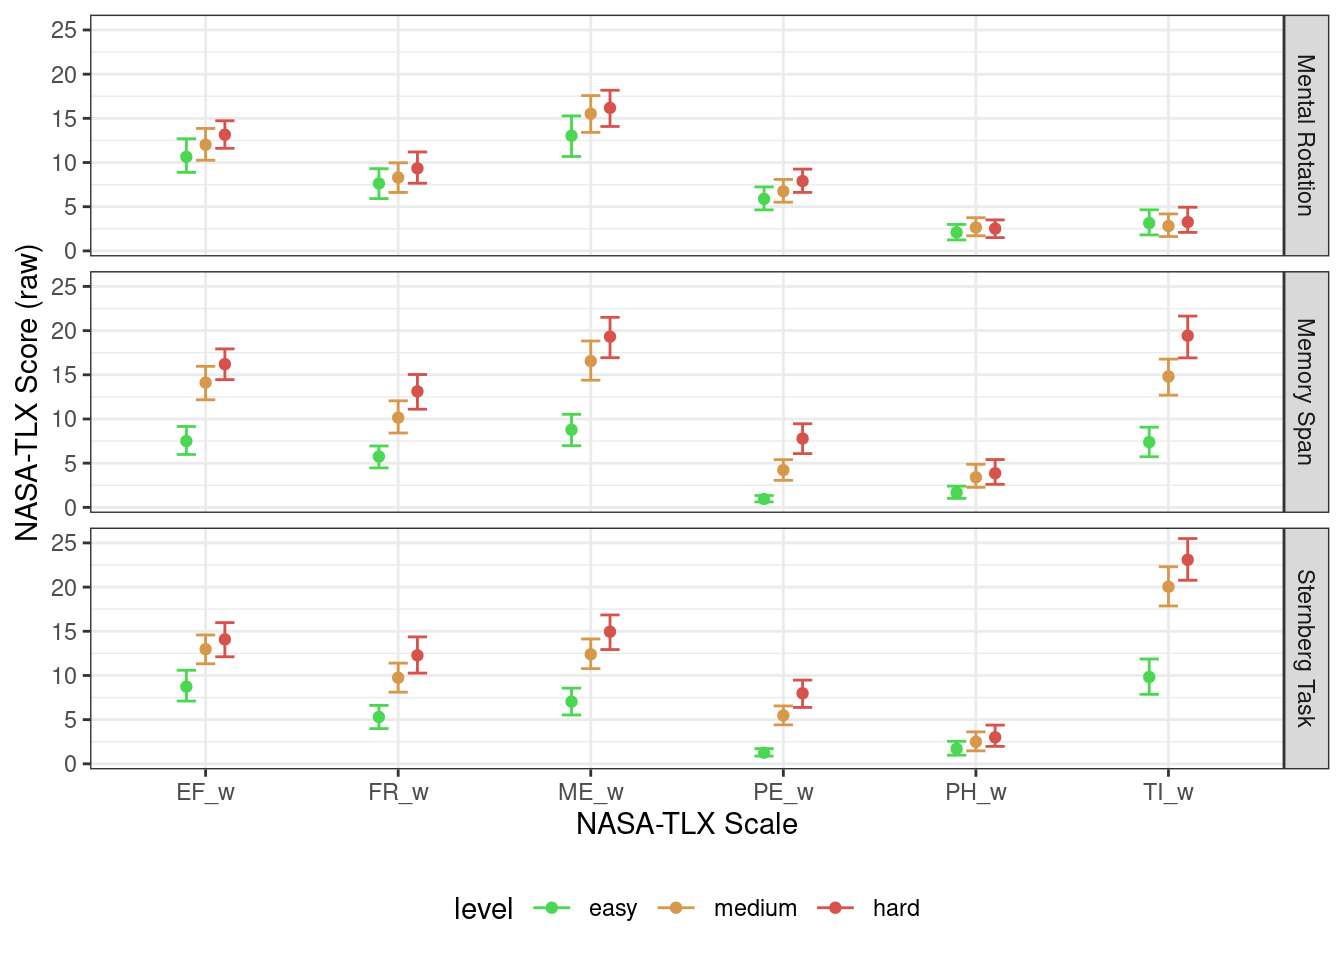 NASA-TLX Score (raw)
25
20
15
10
5
0
Mental Rotation
25
20
15
10
5
0
Memory Span
25
20
15
10
5
0
Sternberg Task
EF_w FR_w ME_w PE_w PH_w TI_w
NASA-TLX Scale
level easy medium hard